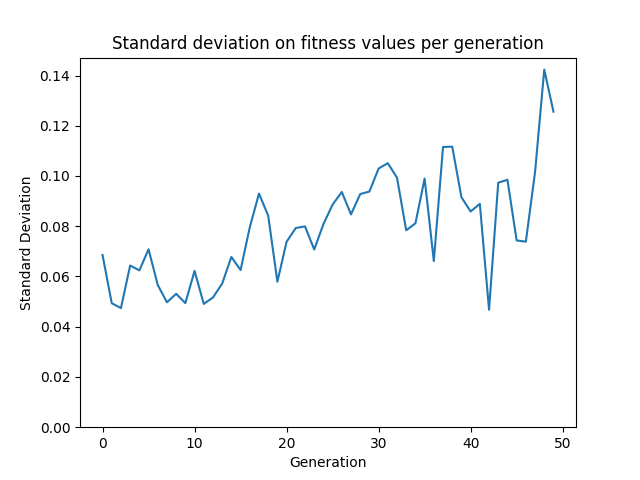 Standard deviation on fitness values per generation
0.14
0.12
0.10
0.08
0.06
0.04
0.02
0.00
Standard Deviation
0 10 20 30 40 50
Generation